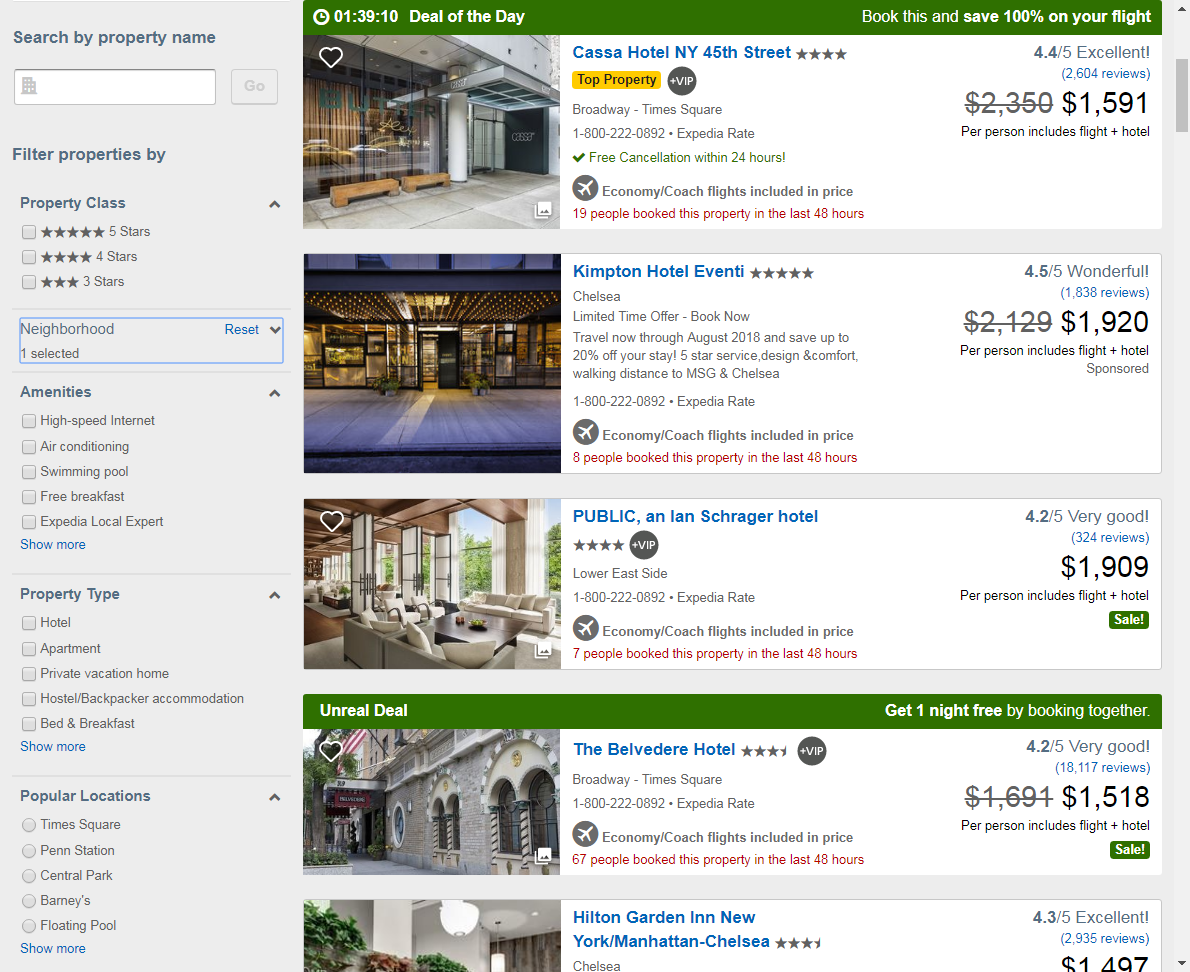 Search by property name
Go
Filter properties by
Property Class
5 Stars
4 Stars
3 Stars
Neighborhood
Reset
1 selected
Amenities
High-speed Internet
Air conditioning
Swimming pool
Free breakfast
Expedia Local Expert
Show more
Property Type
Hotel
Apartment
Private vacation home
Hostel/Backpacker accommodation
Bed & Breakfast
Show more
Popular Locations
Times Square
Penn Station
Central Park
Barney's
Floating Pool
Show more
01:39:10 Deal of the Day
Book this and save 100% on your flight
Cassa Hotel NY 45th Street
Top Property +VIP
Broadway - Times Square
1-800-222-0892 • Expedia Rate
Free Cancellation within 24 hours!
Economy/Coach flights included in price
19 people booked this property in the last 48 hours
4.4/5 Excellent!
(2,604 reviews)
$2,350 $1,591
Per person includes flight + hotel
Kimpton Hotel Eventi
Chelsea
Limited Time Offer - Book Now
Travel now through August 2018 and save up to
20% off your stay! 5 star service,design &comfort,
walking distance to MSG & Chelsea
1-800-222-0892 • Expedia Rate
Economy/Coach flights included in price
8 people booked this property in the last 48 hours
4.5/5 Wonderful!
(1,838 reviews)
$2,129 $1,920
Per person includes flight + hotel
Sponsored
PUBLIC, an Ian Schrager hotel
+VIP
Lower East Side
1-800-222-0892 • Expedia Rate
Economy/Coach flights included in price
7 people booked this property in the last 48 hours
4.2/5 Very good!
(324 reviews)
$1,909
Per person includes flight + hotel
Sale!
Unreal Deal
Get 1 night free by booking together.
BELVEDERE
The Belvedere Hotel +VIP
Broadway - Times Square
1-800-222-0892 • Expedia Rate
Economy/Coach flights included in price
67 people booked this property in the last 48 hours
4.2/5 Very good!
(18,117 reviews)
$1,691 $1,518
Per person includes flight + hotel
Sale!
Hilton Garden Inn New
York/Manhattan-Chelsea
Chelsea
4.3/5 Excellent!
(2,935 reviews)
$1,497